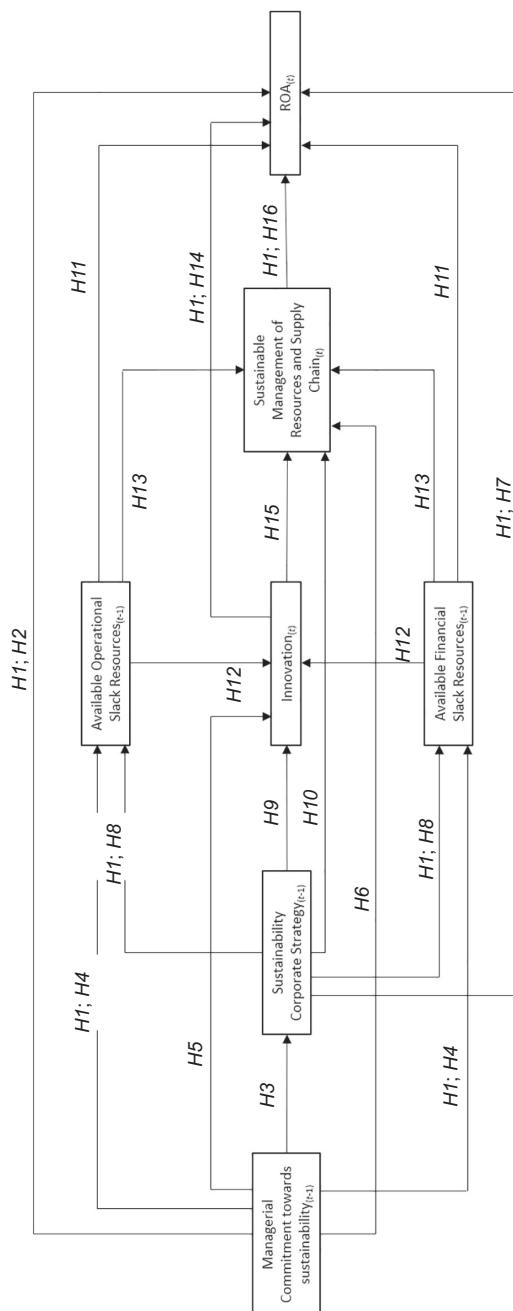 H1; H2
H11
H1; H4
Available Operational
Slack Resources(t-1)
H1; H8
H13
H1; H14
H5
H12
Managerial
Commitment towards
sustainability(t-1)
H3
Sustainability
Corporate Strategy(t-1)
H9
Innovation(t)
H15
Sustainable
Management of
Resources and Supply
Chain(t)
H1; H16
ROA(t)
H10
H6
H12
H13
H1; H8
Available Financial
Slack Resources(t-1)
H11
H1; H4
H1; H7